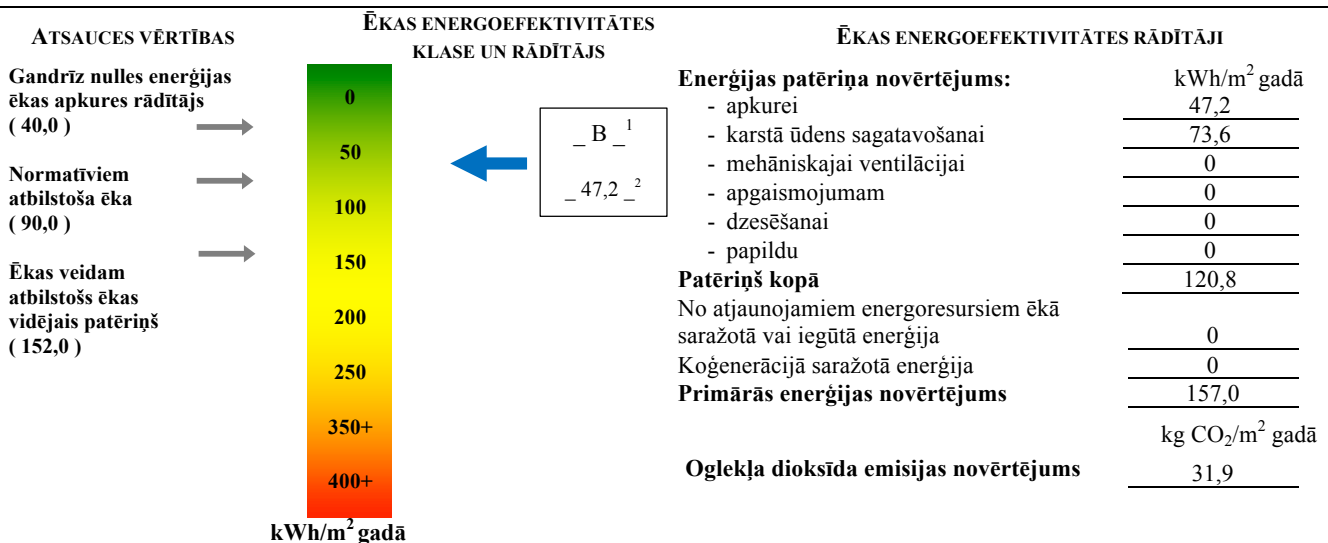 ATSAUCES VĒRTĪBAS
Gandrīz nulles enerģijas
ēkas apkures rādītājs
( 40,0 )
Normatīviem
atbilstoša ēka
( 90,0 )
Ēkas veidam
atbilstošs ēkas
vidējais patēriņš
( 152,0 )
ĒKAS ENERGOEFEKTIVITĀTES
KLASE UN RĀDĪTĀJS
0
50
100
150
200
250
350+
400+
kWh/m² gadā
_ B _¹
_ 47,2 _²
ĒKAS ENERGOEFEKTIVITĀTES RĀDĪTĀJI
Enerģijas patēriņa novērtējums: kWh/m² gadā
- apkurei 47,2
- karstā ūdens sagatavošanai 73,6
- mehāniskajai ventilācijai 0
- apgaismojumam 0
- dzesēšanai 0
- papildu 0
Patēriņš kopā 120,8
No atjaunojamiem energoresursiem ēkā
saražotā vai iegūtā enerģija 0
Koģenerācijā saražotā enerģija 0
Primārās enerģijas novērtējums 157,0
kg CO₂/m² gadā
Oglekļa dioksīda emisijas novērtējums 31,9